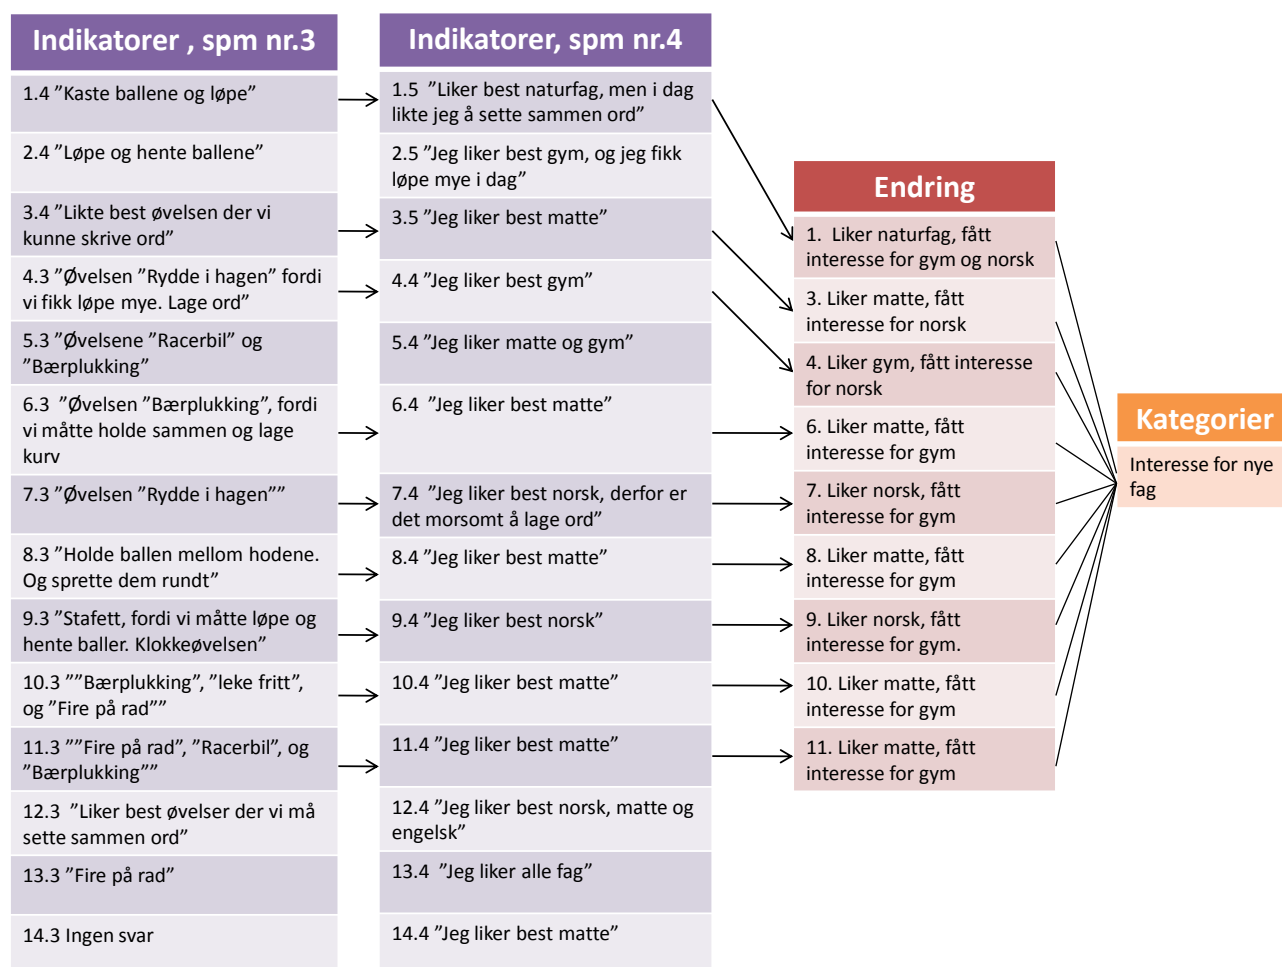 Indikatorer , spm nr.3
1.4 ”Kaste ballene og løpe”
2.4 ”Løpe og hente ballene”
3.4 ”Likte best øvelsen der vi
kunne skrive ord”
4.3 ”Øvelsen ”Rydde i hagen” fordi
vi fikk løpe mye. Lage ord”
5.3 ”Øvelsene ”Racerbil” og
”Bærplukking”
6.3  ”Øvelsen ”Bærplukking”, fordi
vi måtte holde sammen og lage
kurv
7.3 ”Øvelsen ”Rydde i hagen””
8.3 ”Holde ballen mellom hodene.
Og sprette dem rundt”
9.3 ”Stafett, fordi vi måtte løpe og
hente baller. Klokkeøvelsen”
10.3 ””Bærplukking”, ”leke fritt”,
og ”Fire på rad””
11.3 ””Fire på rad”, ”Racerbil”, og
”Bærplukking””
12.3  ”Liker best øvelser der vi må
sette sammen ord”
13.3 ”Fire på rad”
14.3 Ingen svar
Indikatorer, spm nr.4
1.5  ”Liker best naturfag, men i dag
likte jeg å sette sammen ord”
2.5 ”Jeg liker best gym, og jeg fikk
løpe mye i dag”
3.5 ”Jeg liker best matte”
4.4 ”Jeg liker best gym”
5.4 ”Jeg liker matte og gym”
6.4  ”Jeg liker best matte”
7.4 ”Jeg liker best norsk, derfor er
det morsomt å lage ord”
8.4 ”Jeg liker best matte”
9.4 ”Jeg liker best norsk”
10.4 ”Jeg liker best matte”
11.4 ”Jeg liker best matte”
12.4 ”Jeg liker best norsk, matte og
engelsk”
13.4  ”Jeg liker alle fag”
14.4 ”Jeg liker best matte”
Endring
1.  Liker naturfag, fått
interesse for gym og norsk
3. Liker matte, fått
interesse for norsk
4. Liker gym, fått interesse
for norsk
6. Liker matte, fått
interesse for gym
7. Liker norsk, fått
interesse for gym
8. Liker matte, fått
interesse for gym
9. Liker norsk, fått
interesse for gym.
10. Liker matte, fått
interesse for gym
11. Liker matte, fått
interesse for gym
Kategorier
Interesse for nye
fag